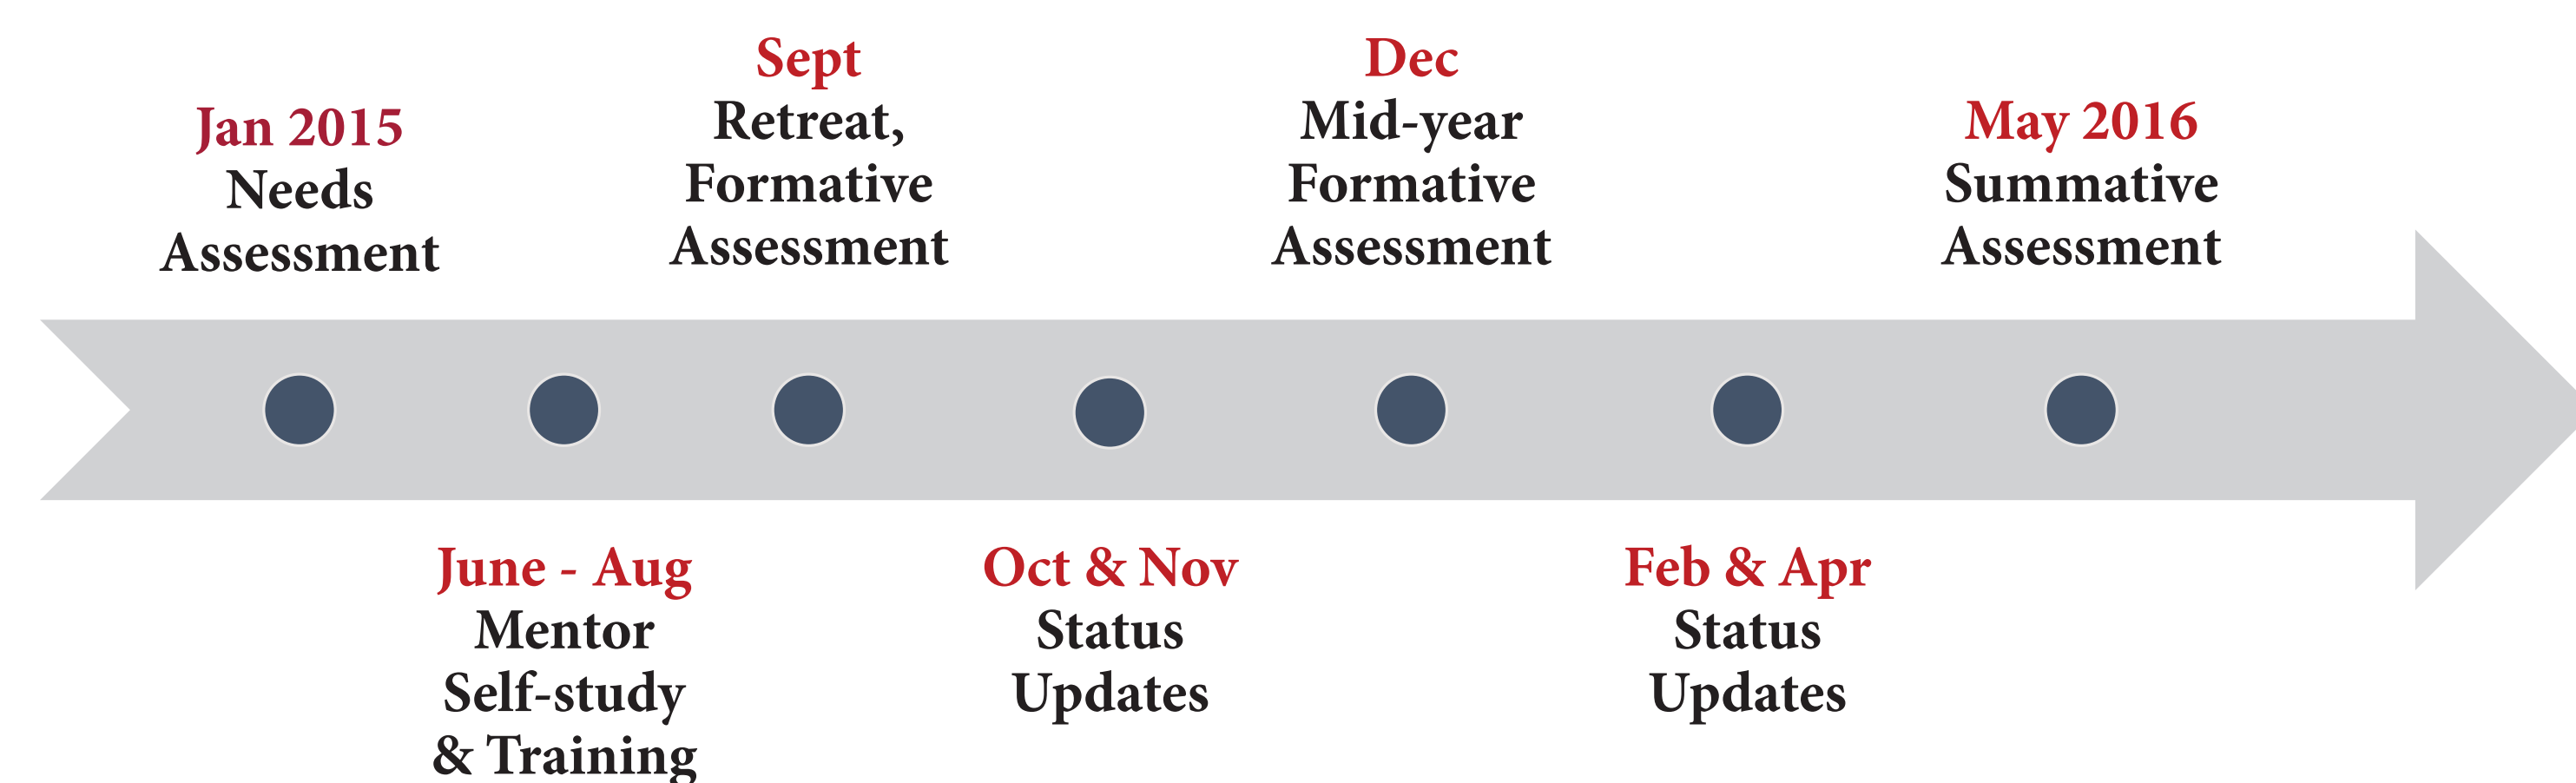 Jan 2015
Needs
Assessment
June - Aug
Mentor
Self-study
& Training
Sept
Retreat,
Formative
Assessment
Oct & Nov
Status
Updates
Dec
Mid-year
Formative
Assessment
Feb & Apr
Status
Updates
May 2016
Summative
Assessment